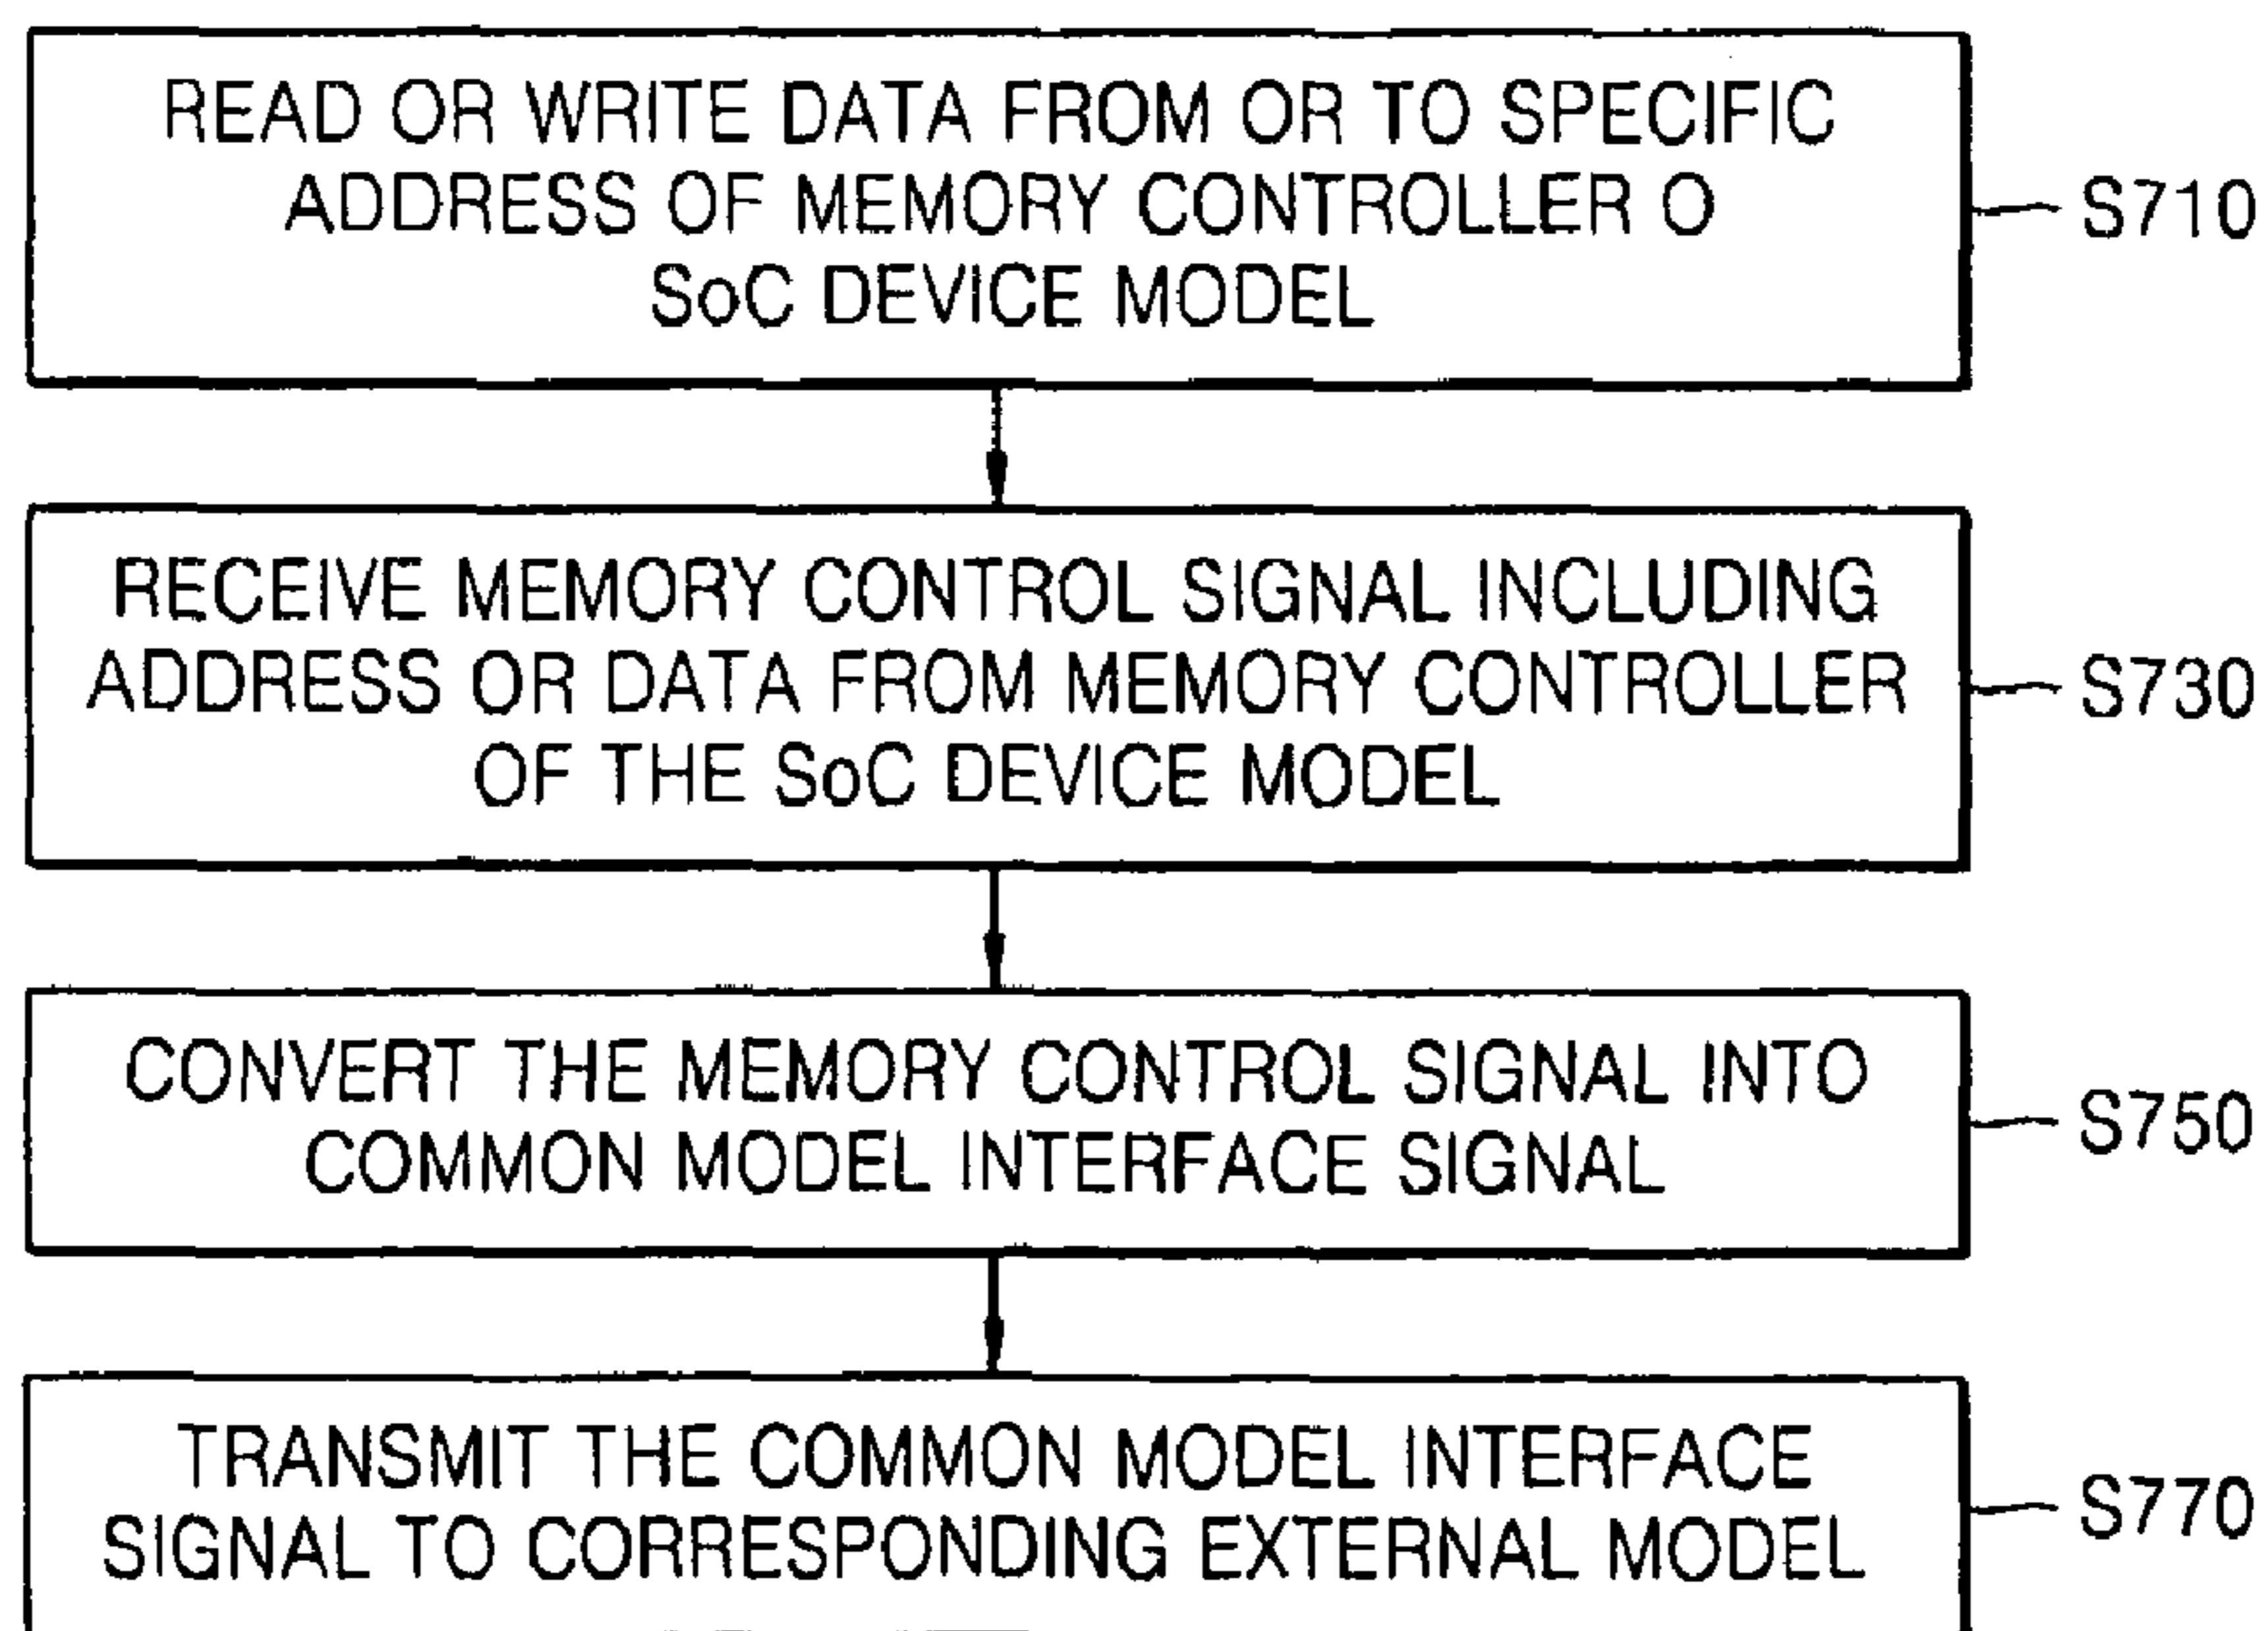 READ OR WRITE DATA FROM OR TO SPECIFIC
ADDRESS OF MEMORY CONTROLLER O
SoC DEVICE MODEL
S710
RECEIVE MEMORY CONTROL SIGNAL INCLUDING
ADDRESS OR DATA FROM MEMORY CONTROLLER
OF THE SoC DEVICE MODEL
S730
CONVERT THE MEMORY CONTROL SIGNAL INTO
COMMON MODEL INTERFACE SIGNAL
S750
TRANSMIT THE COMMON MODEL INTERFACE
SIGNAL TO CORRESPONDING EXTERNAL MODEL
S770